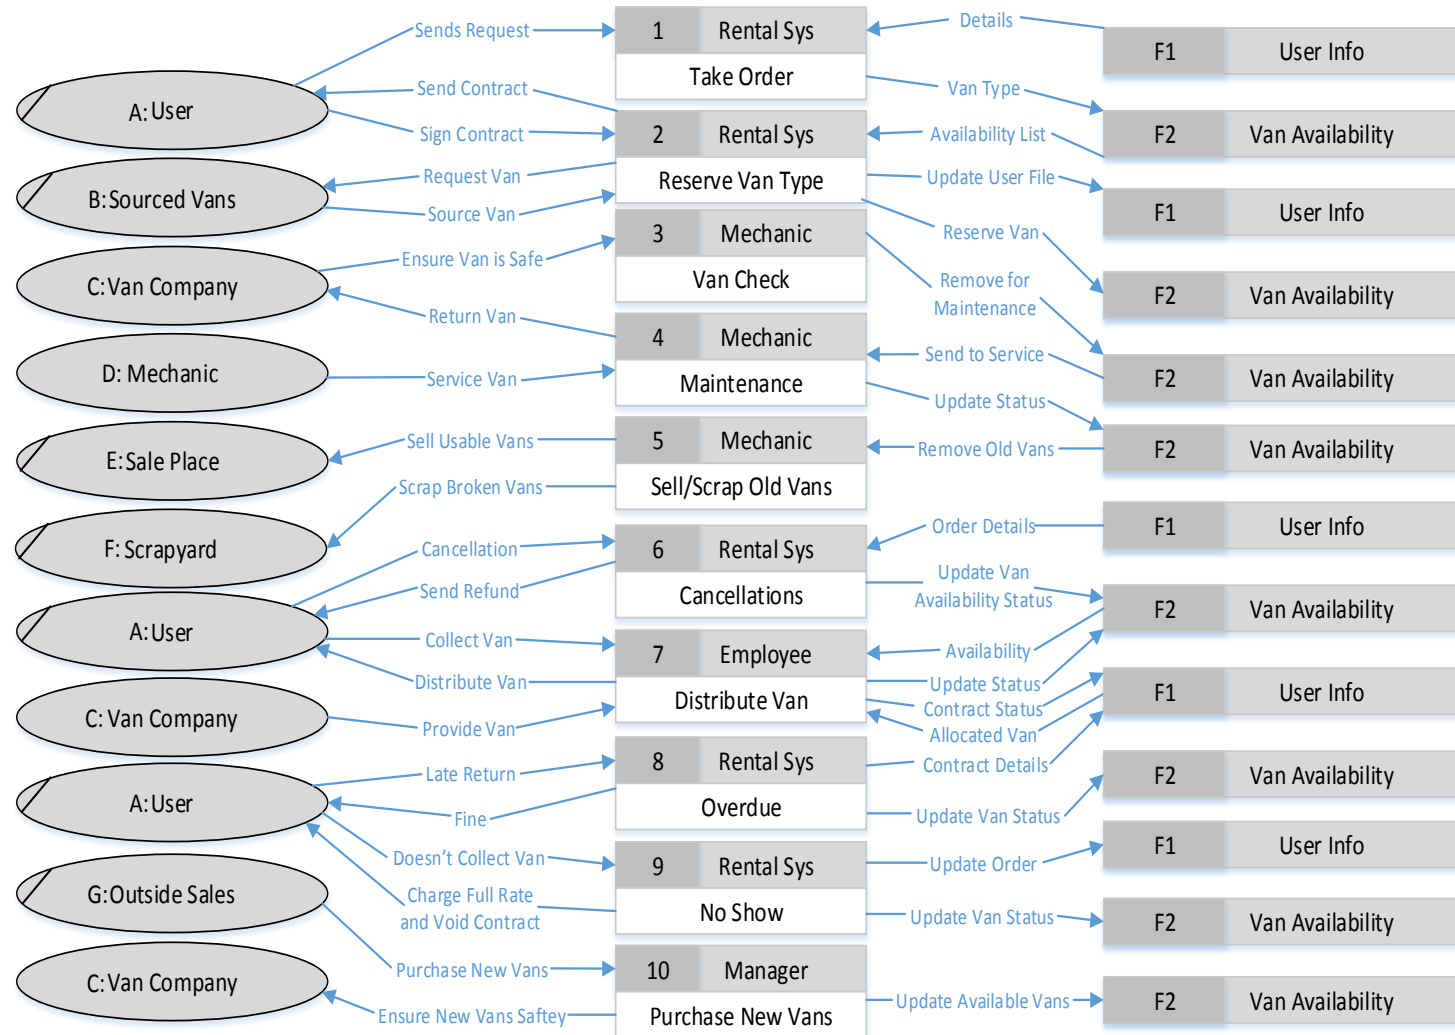 Sends Request
1 Rental Sys
Take Order
Details
F1 User Info
A: User
Send Contract
Sign Contract
Van Type
2 Rental Sys
Reserve Van Type
Availability List
F2 Van Availability
B: Sourced Vans
Request Van
Source Van
Update User File
F1 User Info
Reserve Van
3 Mechanic
Van Check
Ensure Van is Safe
C: Van Company
Remove for
Maintenance
F2 Van Availability
Return Van
4 Mechanic
Maintenance
Send to Service
F2 Van Availability
D: Mechanic
Service Van
Update Status
5 Mechanic
Sell/Scrap Old Vans
Sell Usable Vans
Remove Old Vans
F2 Van Availability
E: Sale Place
Scrap Broken Vans
Order Details
F1 User Info
F: Scrapyard
Cancellation
6 Rental Sys
Cancellations
Send Refund
Update Van
Availability Status
F2 Van Availability
A: User
Collect Van
7 Employee
Distribute Van
Availability
Distribute Van
Update Status
F1 User Info
Contract Status
C: Van Company
Provide Van
Allocated Van
8 Rental Sys
Overdue
Late Return
Contract Details
F2 Van Availability
A: User
Fine
Update Van Status
Doesn't Collect Van
9 Rental Sys
No Show
Update Order
F1 User Info
G: Outside Sales
Charge Full Rate
and Void Contract
Update Van Status
F2 Van Availability
Purchase New Vans
10 Manager
Purchase New Vans
C: Van Company
Ensure New Vans Saftey
Update Available Vans
F2 Van Availability